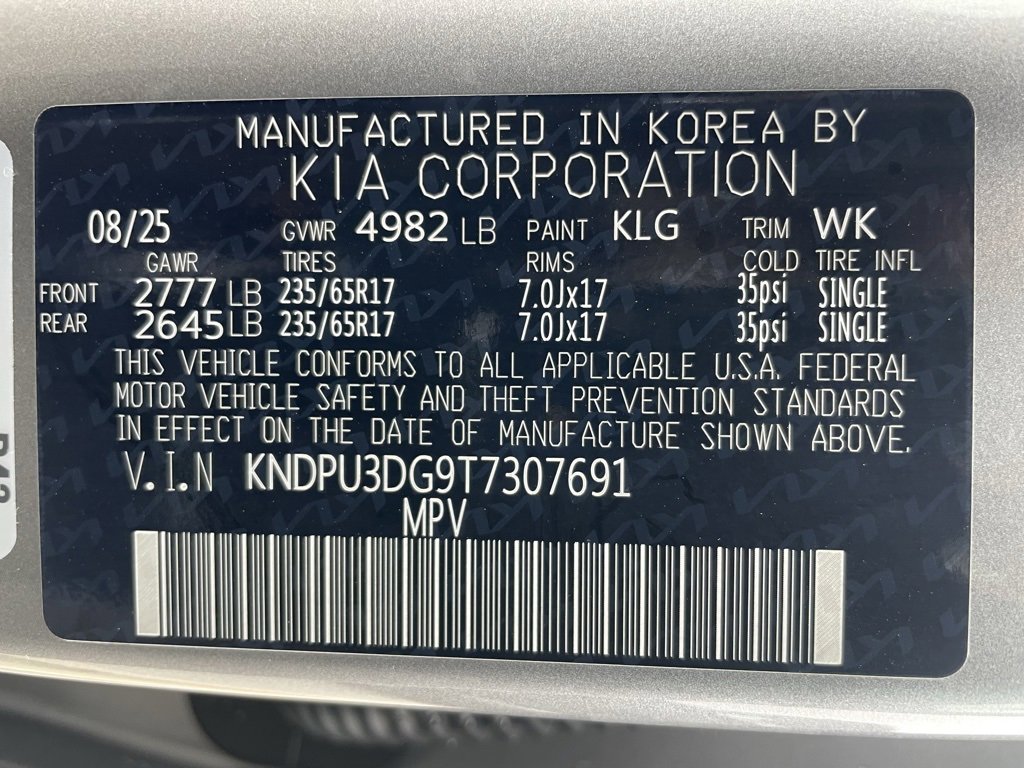 MANUFACTURED IN KOREA BY
KIA CORPORATION
08/25 GVWR 4982 LB PAINT KLG TRIM WK
GAWR TIRES RIMS COLD TIRE INFL
FRONT 2777 LB 235/65R17 7.0Jx17 35psi SINGLE
REAR 2645 LB 235/65R17 7.0Jx17 35psi SINGLE
THIS VEHICLE CONFORMS TO ALL APPLICABLE U.S.A. FEDERAL
MOTOR VEHICLE SAFETY AND THEFT PREVENTION STANDARDS
IN EFFECT ON THE DATE OF MANUFACTURE SHOWN ABOVE.
V.I.N KNDPU3DG9T7307691
MPV